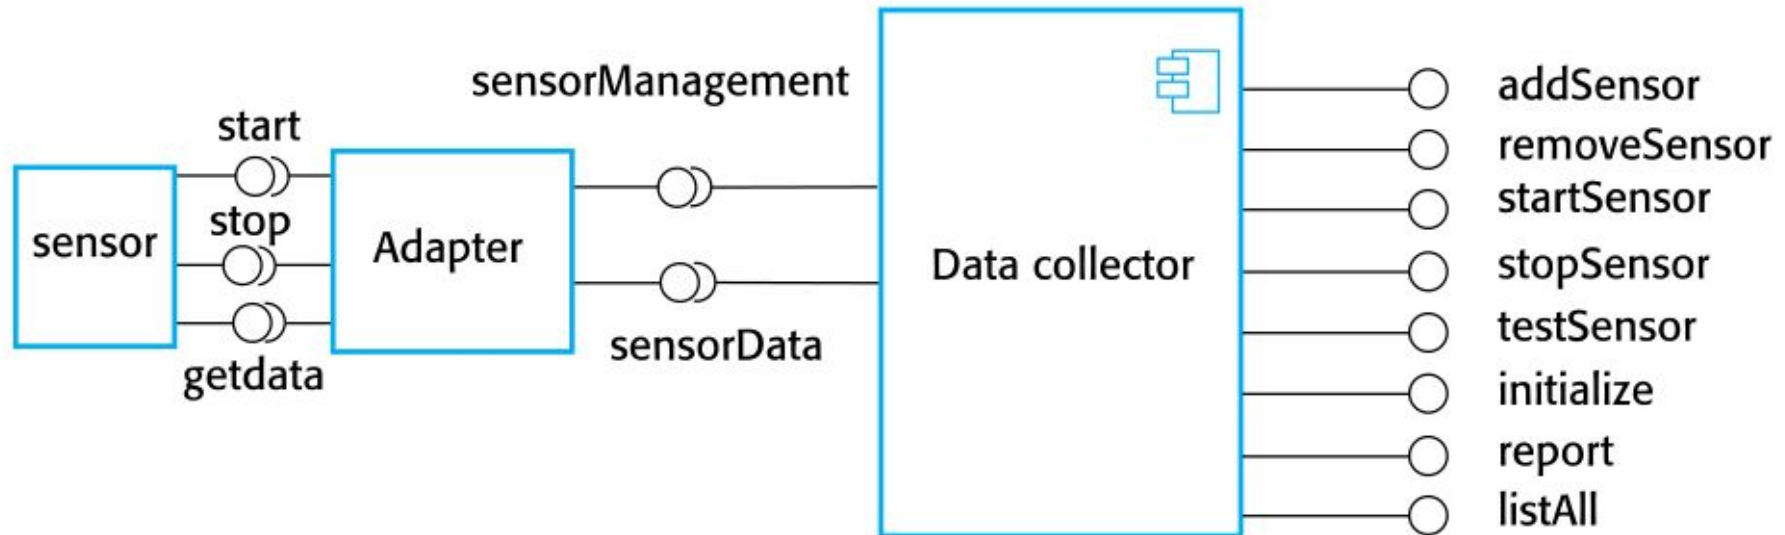 sensorManagement
start
stop
sensor
Adapter
getdata
sensorData
Data collector
addSensor
removeSensor
startSensor
stopSensor
testSensor
initialize
report
listAll